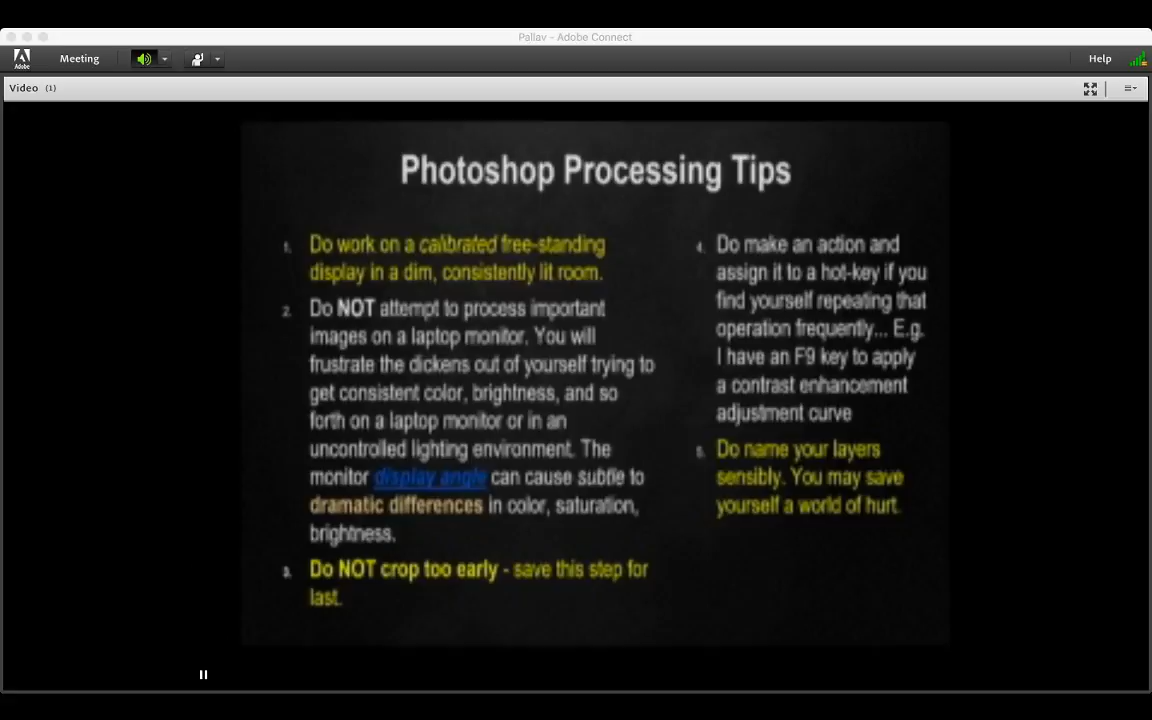 Pallav - Adobe Connect
Adobe
Meeting
Help
Video (1)
Photoshop Processing Tips
1. Do work on a calibrated free-standing
display in a dim, consistently lit room.
2. Do NOT attempt to process important
images on a laptop monitor. You will
frustrate the dickens out of yourself trying to
get consistent color, brightness, and so
forth on a laptop monitor or in an
uncontrolled lighting environment. The
monitor display angle can cause subtle to
dramatic differences in color, saturation,
brightness.
3. Do NOT crop too early - save this step for
last.
4. Do make an action and
assign it to a hot-key if you
find yourself repeating that
operation frequently... E.g.
I have an F9 key to apply
a contrast enhancement
adjustment curve
5. Do name your layers
sensibly. You may save
yourself a world of hurt.